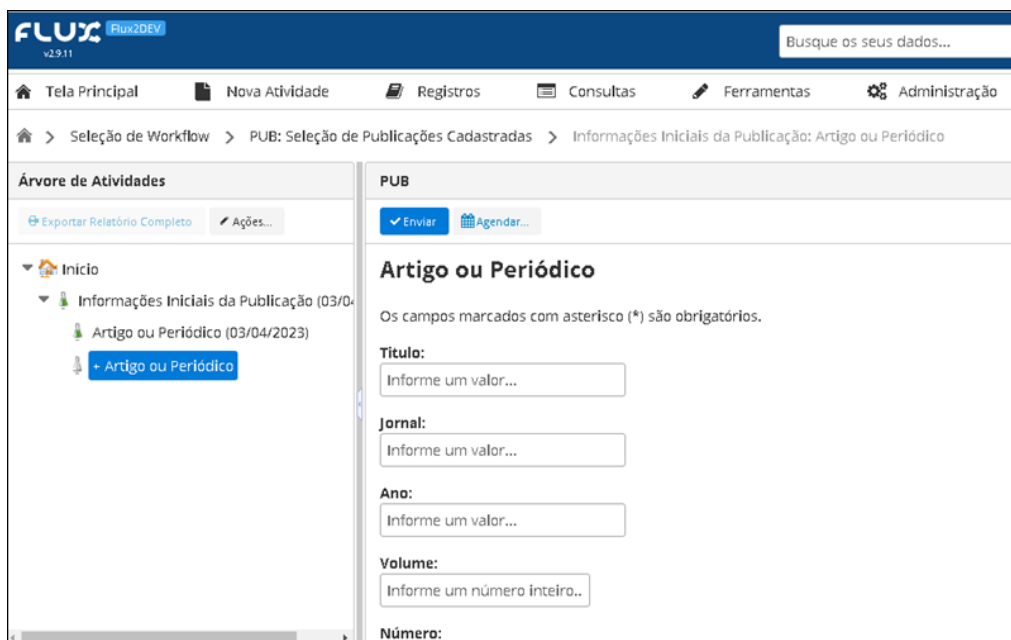 FLUX Flux2DEV
v2.9.11
Busque os seus dados...
Tela Principal Nova Atividade Registros Consultas Ferramentas Administração
> Seleção de Workflow > PUB: Seleção de Publicações Cadastradas > Informações Iniciais da Publicação: Artigo ou Periódico
Árvore de Atividades
Exportar Relatório Completo Ações...
Início
Informações Iniciais da Publicação (03/04
Artigo ou Periódico (03/04/2023)
+ Artigo ou Periódico
PUB
Enviar Agendar...
Artigo ou Periódico
Os campos marcados com asterisco (*) são obrigatórios.
Titulo:
Informe um valor...
Jornal:
Informe um valor...
Ano:
Informe um valor...
Volume:
Informe um número inteiro..
Número: